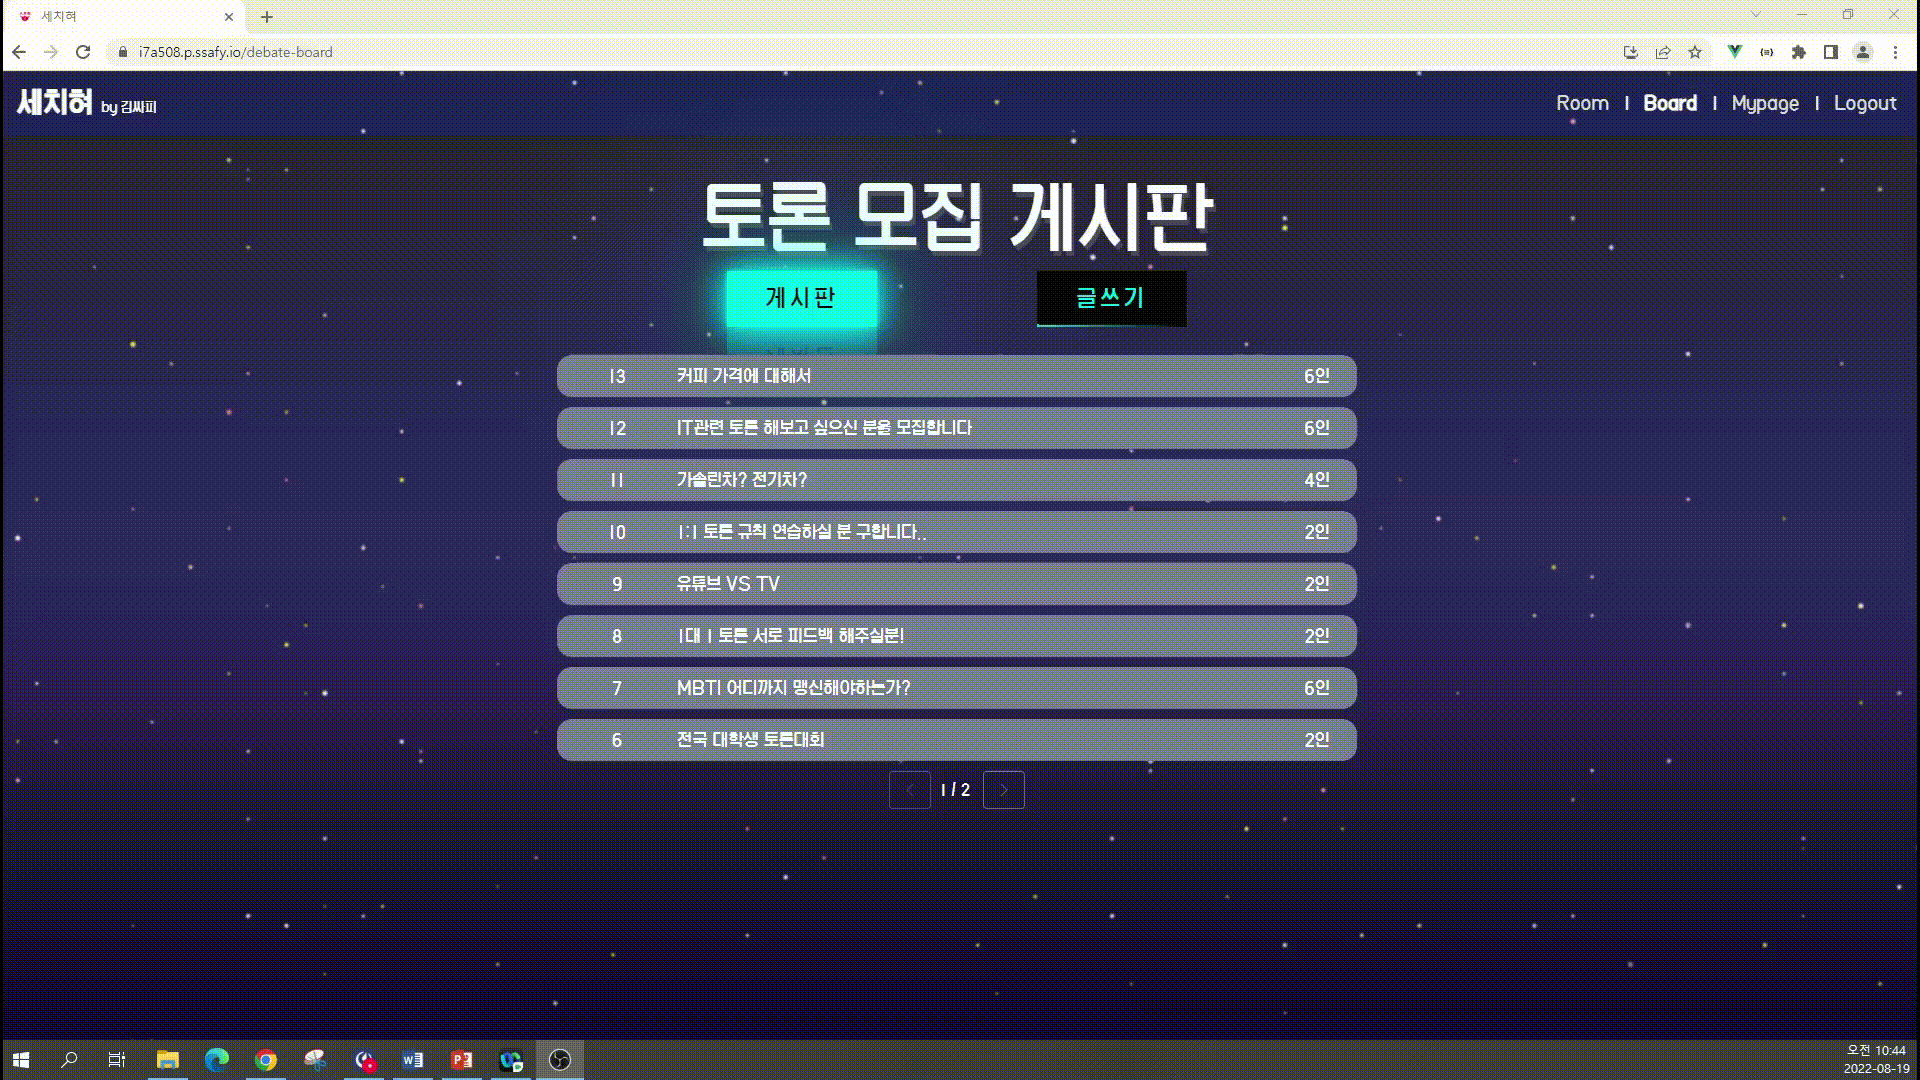 세치혀
i7a508.p.ssafy.io/debate-board
세치혀 by 김싸피
Room | Board | Mypage | Logout
토론 모집 게시판
게시판
글쓰기
13 커피 가격에 대해서 6인
12 IT관련 토론 해보고 싶으신 분을 모집합니다 6인
11 가솔린차? 전기차? 4인
10 1:1 토론 규칙 연습하실 분 구합니다.. 2인
9 유튜브 VS TV 2인
8 1대 1 토론 서로 피드백 해주실분! 2인
7 MBTI 어디까지 맹신해야하는가? 6인
6 전국 대학생 토론대회 2인
1 / 2
오전 10:44
2022-08-19